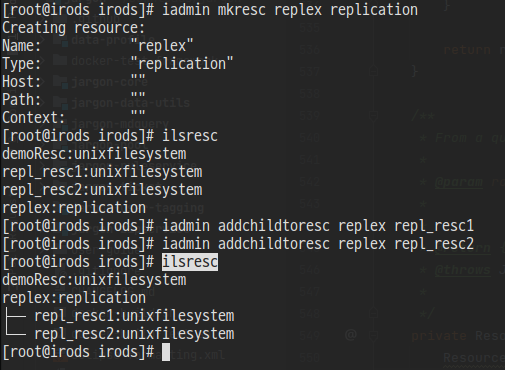 [root@irods irods]# iadmin mkresc replex replication
Creating resource:
Name:           "replex"
Type:           "replication"
Host:           ""
Path:           ""
Context:        ""
[root@irods irods]# ilsresc
demoResc:unixfilesystem
repl_resc1:unixfilesystem
repl_resc2:unixfilesystem
replex:replication
[root@irods irods]# iadmin addchildtoresc replex repl_resc1
[root@irods irods]# iadmin addchildtoresc replex repl_resc2
[root@irods irods]# ilsresc
demoResc:unixfilesystem
replex:replication
├── repl_resc1:unixfilesystem
└── repl_resc2:unixfilesystem
[root@irods irods]#